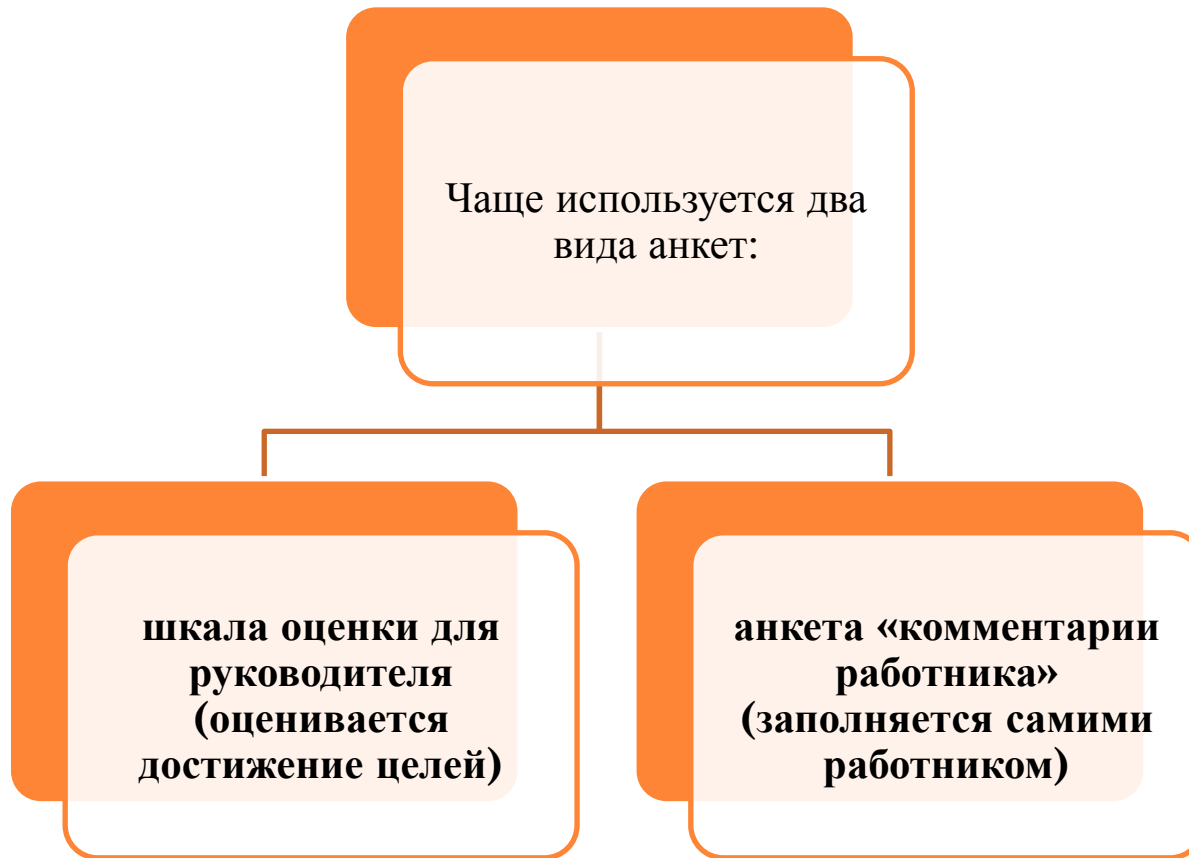 Чаще используется два
вида анкет:
шкала оценки для
руководителя
(оценивается
достижение целей)
анкета «комментарии
работника»
(заполняется самими
работником)